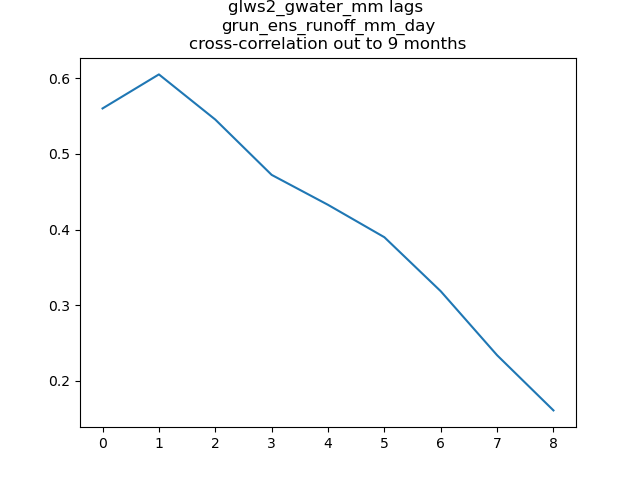 glws2_gwater_mm lags
grun_ens_runoff_mm_day
cross-correlation out to 9 months
0.6
0.5
0.4
0.3
0.2
0 1 2 3 4 5 6 7 8